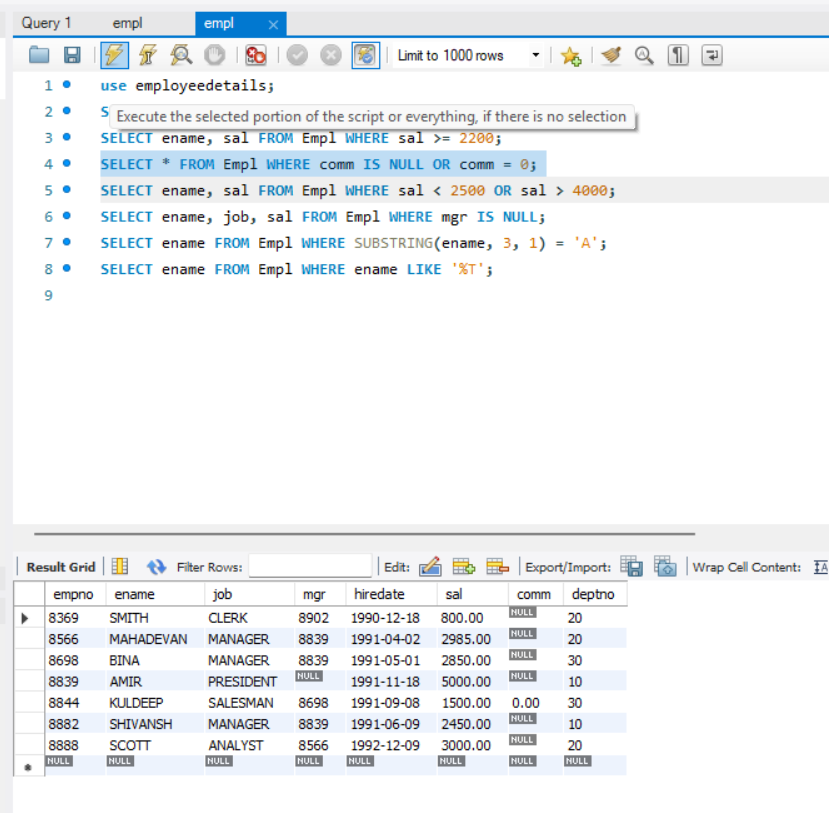 Query 1 empl empl ×
Limit to 1000 rows
1 use employeedetails;
2 S
Execute the selected portion of the script or everything, if there is no selection
3 SELECT ename, sal FROM Empl WHERE sal >= 2200;
4 SELECT * FROM Empl WHERE comm IS NULL OR comm = 0;
5 SELECT ename, sal FROM Empl WHERE sal < 2500 OR sal > 4000;
6 SELECT ename, job, sal FROM Empl WHERE mgr IS NULL;
7 SELECT ename FROM Empl WHERE SUBSTRING(ename, 3, 1) = 'A';
8 SELECT ename FROM Empl WHERE ename LIKE '%T';
9
Result Grid Filter Rows: Edit: Export/Import: Wrap Cell Content: IA
empno ename job mgr hiredate sal comm deptno
8369 SMITH CLERK 8902 1990-12-18 800.00 NULL 20
8566 MAHADEVAN MANAGER 8839 1991-04-02 2985.00 NULL 20
8698 BINA MANAGER 8839 1991-05-01 2850.00 NULL 30
8839 AMIR PRESIDENT NULL 1991-11-18 5000.00 NULL 10
8844 KULDEEP SALESMAN 8698 1991-09-08 1500.00 0.00 30
8882 SHIVANSH MANAGER 8839 1991-06-09 2450.00 NULL 10
8888 SCOTT ANALYST 8566 1992-12-09 3000.00 NULL 20
NULL NULL NULL NULL NULL NULL NULL NULL